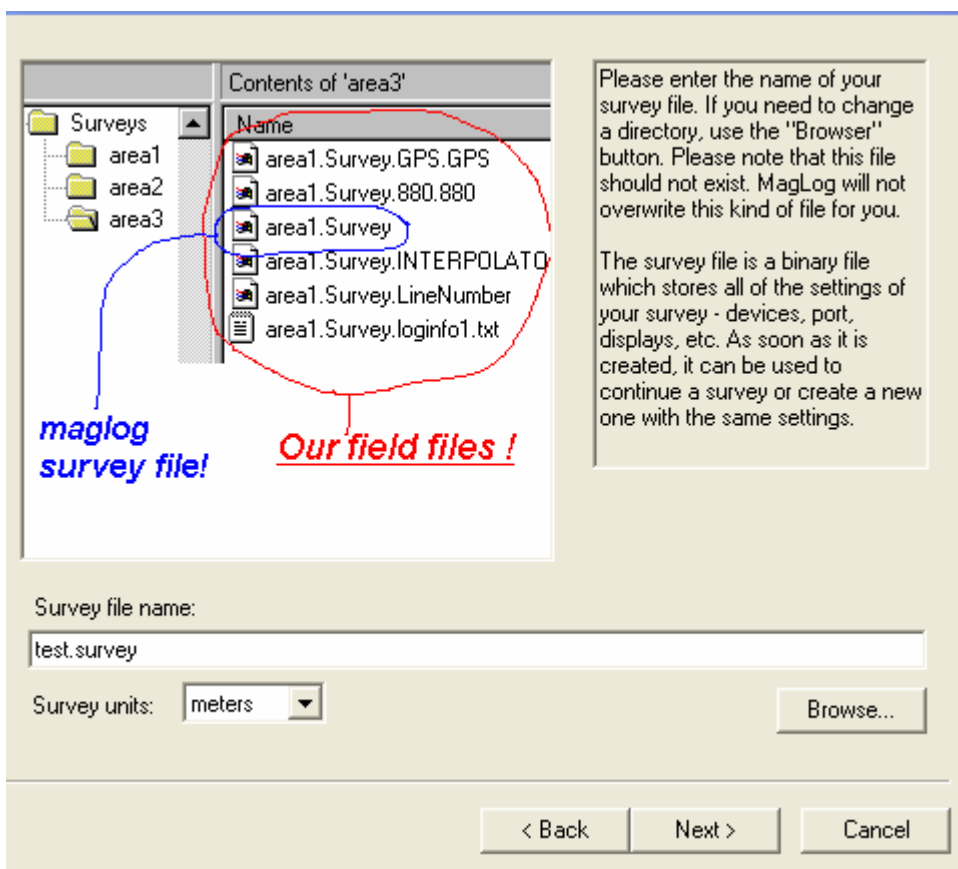 Contents of 'area3'
Surveys
area1
area2
area3
Name
area1.Survey.GPS.GPS
area1.Survey.880.880
area1.Survey
area1.Survey.INTERPOLATO
area1.Survey.LineNumber
area1.Survey.loginfo1.txt
maglog
survey file!
Our field files !
Please enter the name of your
survey file. If you need to change
a directory, use the "Browser"
button. Please note that this file
should not exist. MagLog will not
overwrite this kind of file for you.
The survey file is a binary file
which stores all of the settings of
your survey - devices, port,
displays, etc. As soon as it is
created, it can be used to
continue a survey or create a new
one with the same settings.
Survey file name:
test.survey
Survey units:
meters
Browse...
< Back
Next >
Cancel